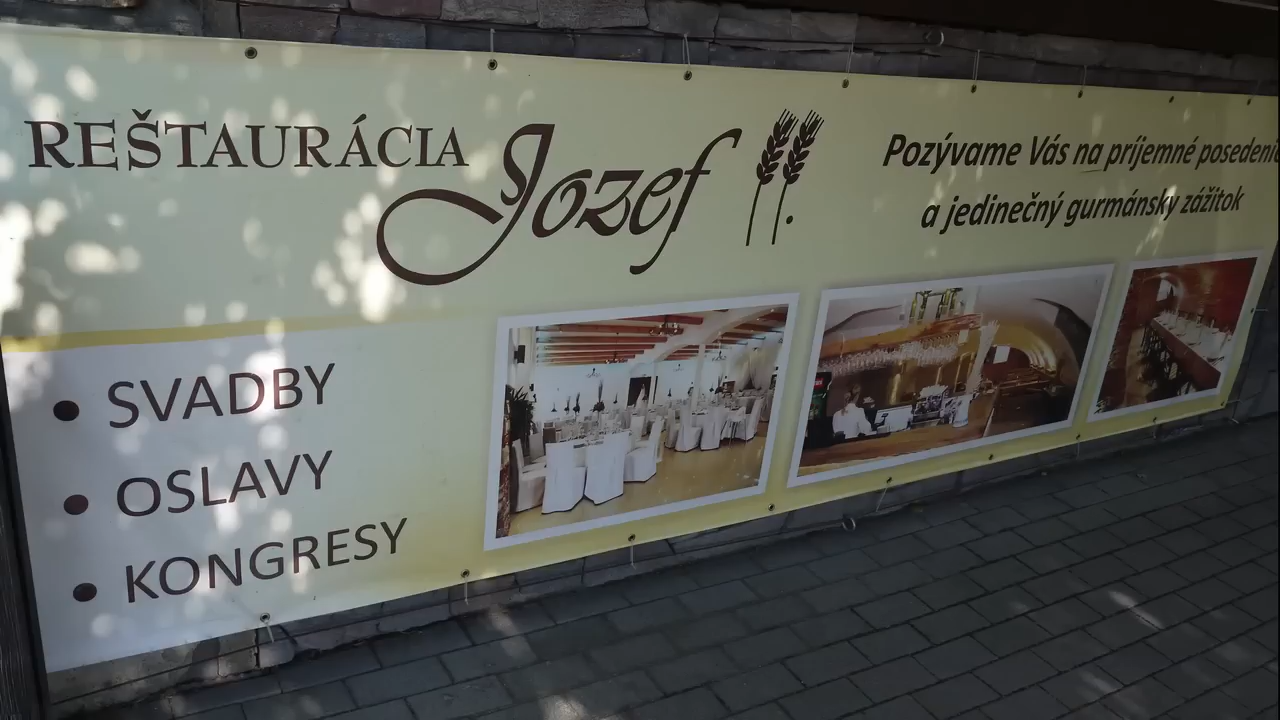 REŠTAURÁCIA
Jozef
Pozývame Vás na príjemné posedenie
a jedinečný gurmánsky zážitok
• SVADBY
• OSLAVY
• KONGRESY